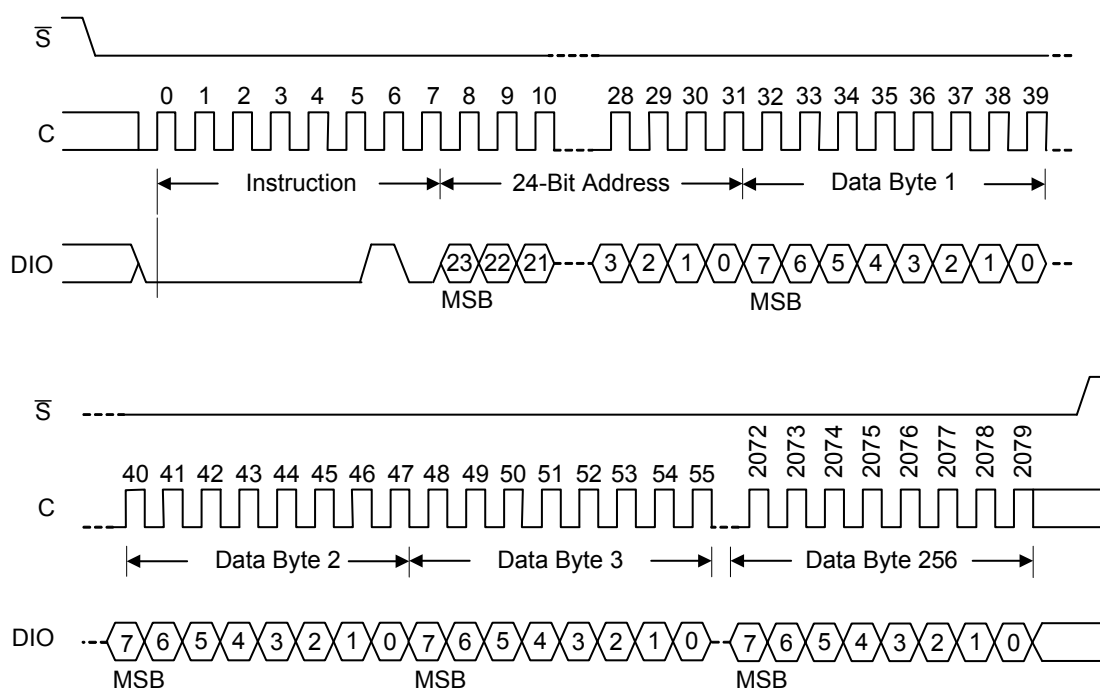 S
0 1 2 3 4 5 6 7 8 9 10 28 29 30 31 32 33 34 35 36 37 38 39
C
Instruction 24-Bit Address Data Byte 1
DIO 23 22 21 3 2 1 0 7 6 5 4 3 2 1 0
MSB MSB
S
2072 2073 2074 2075 2076 2077 2078 2079
40 41 42 43 44 45 46 47 48 49 50 51 52 53 54 55
C
Data Byte 2 Data Byte 3 Data Byte 256
DIO 7 6 5 4 3 2 1 0 7 6 5 4 3 2 1 0 7 6 5 4 3 2 1 0
MSB MSB MSB